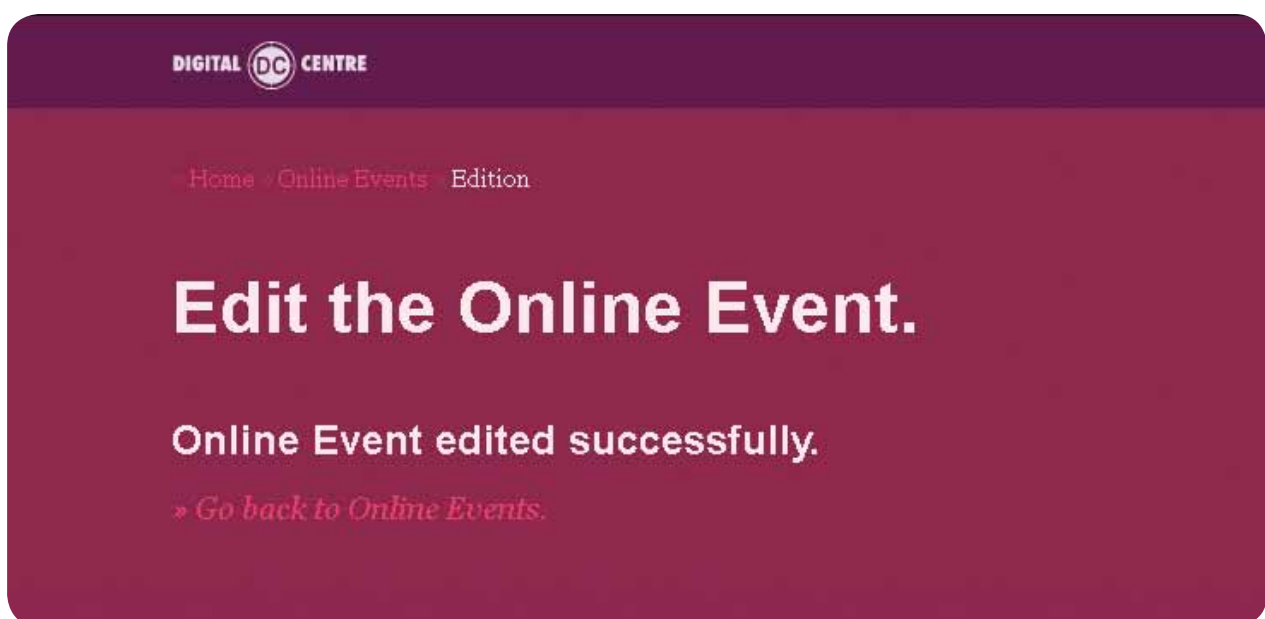 DIGITAL DC CENTRE
» Home » Online Events » Edition
Edit the Online Event.
Online Event edited successfully.
» Go back to Online Events.